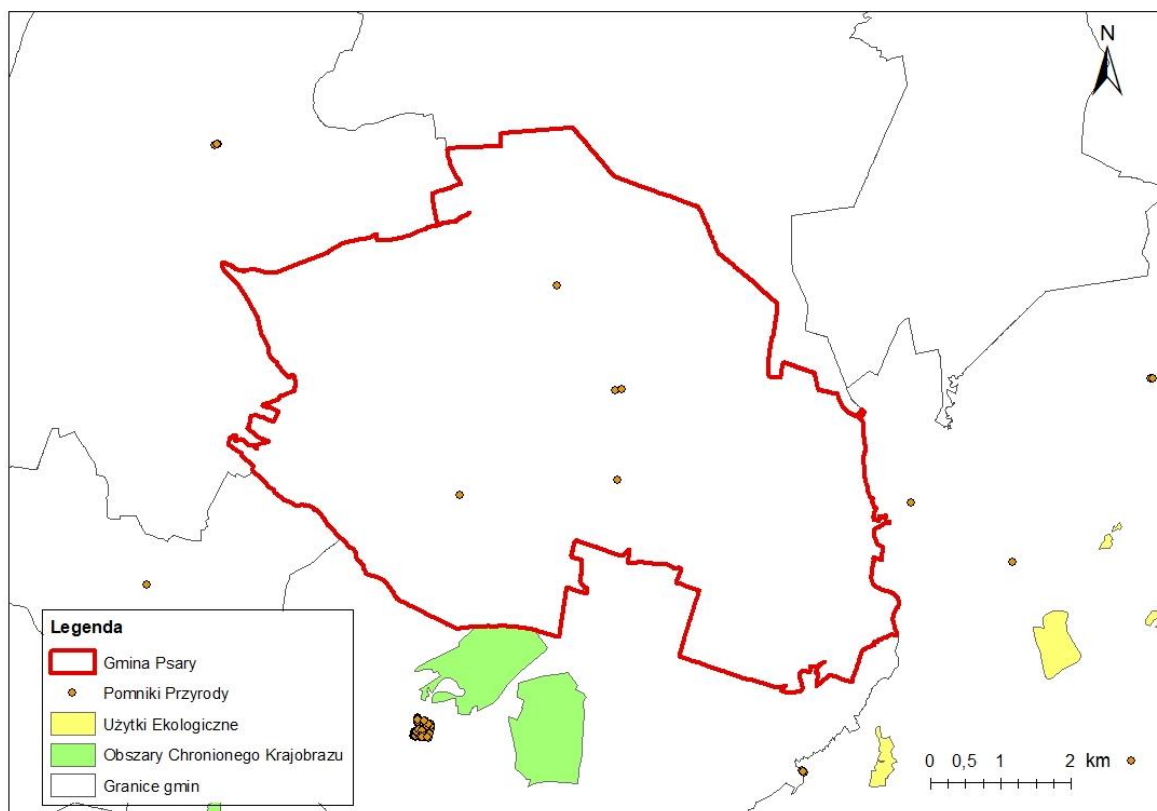 N
Legenda
Gmina Psary
Pomniki Przyrody
Użytki Ekologiczne
Obszary Chronionego Krajobrazu
Granice gmin
0 0,5 1 2 km